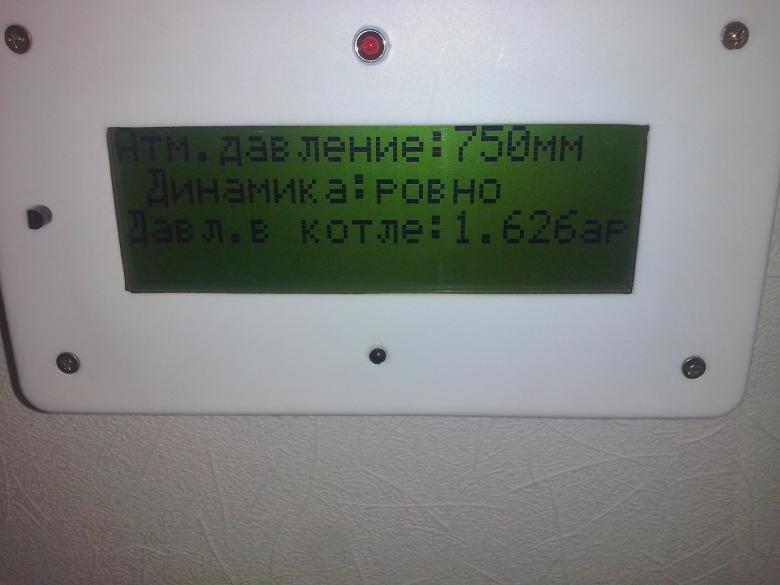 Атм.давление:750мм
Динамика:ровно
Давл.в котле:1.62бар